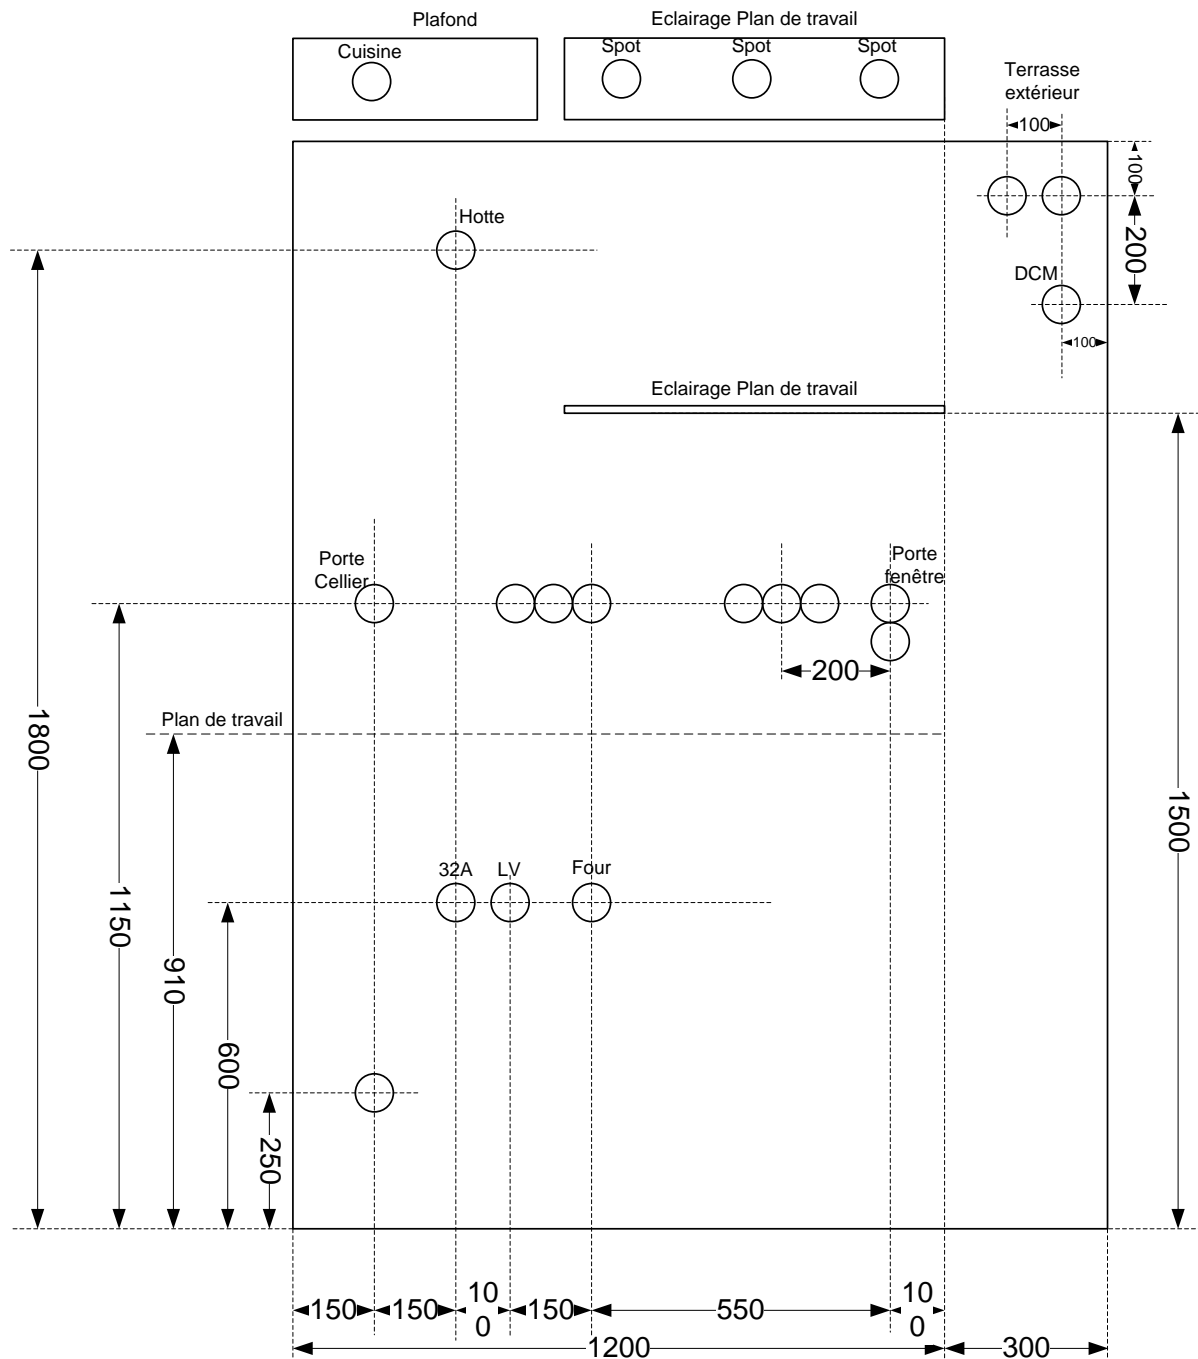 Plafond
Eclairage Plan de travail
Cuisine
Spot
Spot
Spot
Terrasse
extérieur
100
100
Hotte
200
DCM
100
Eclairage Plan de travail
Porte
Cellier
Porte
fenêtre
200
1800
Plan de travail
1500
32A
LV
Four
1150
910
600
250
150
150
10
0
150
550
10
0
1200
300